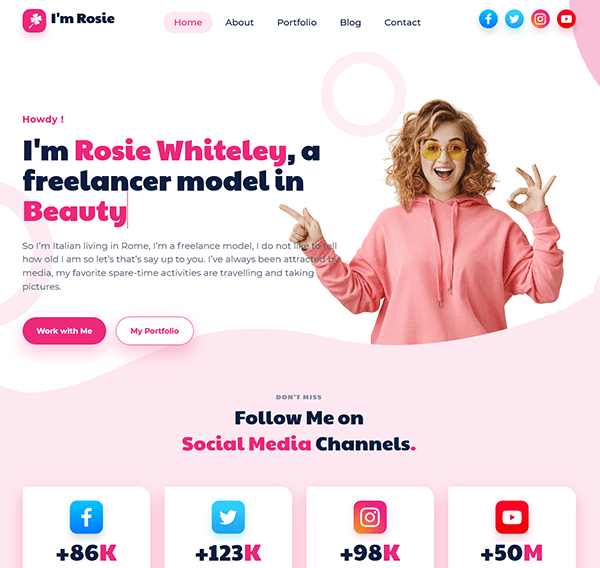 I'm Rosie
Home About Portfolio Blog Contact
Howdy !
I'm Rosie Whiteley, a
freelancer model in
Beauty
So I'm Italian living in Rome, I'm a freelance model, I do not like to tell
how old I am so let's that's say up to you. I've always been attracted by
media, my favorite spare-time activities are travelling and taking
pictures.
Work with Me
My Portfolio
DON'T MISS
Follow Me on
Social Media Channels.
+86K
+123K
+98K
+50M